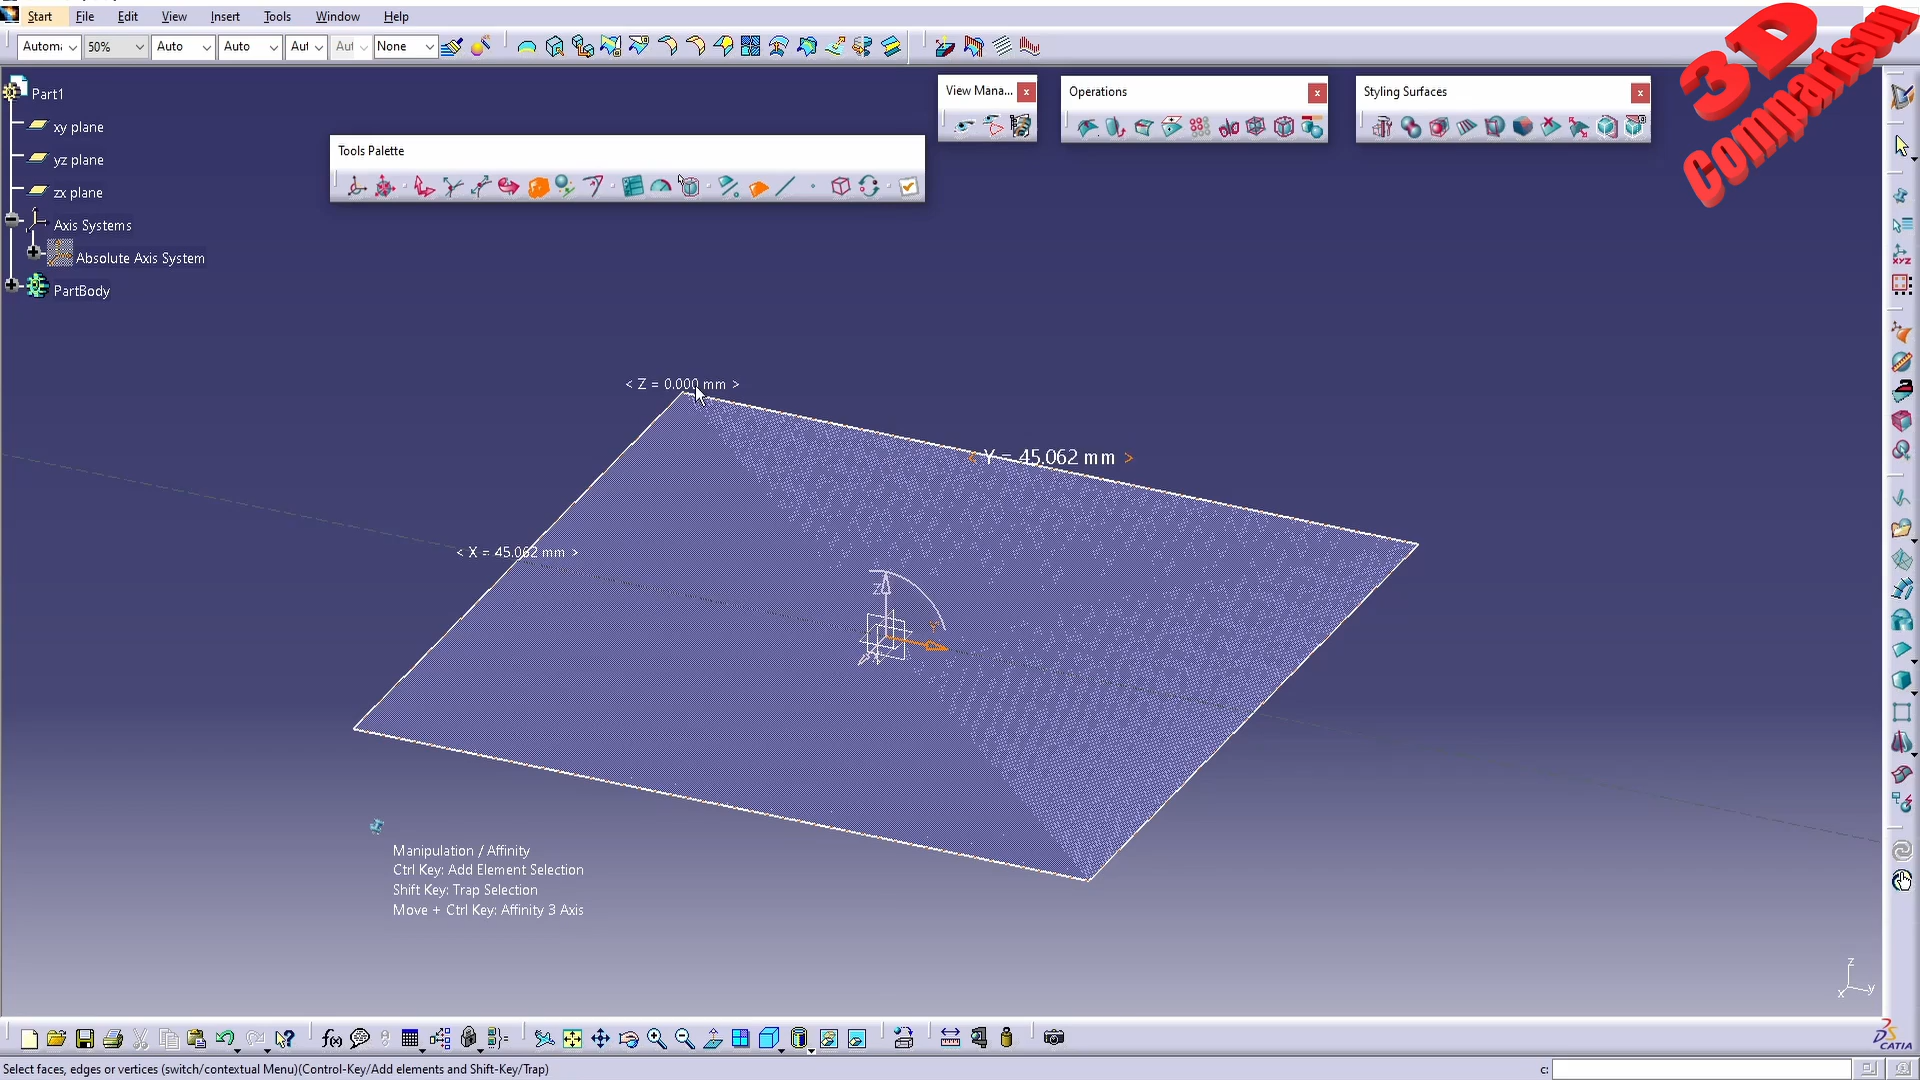 Start File Edit View Insert Tools Window Help
Automa 50% Auto Auto Aut Aut None
3D Comparison
Part1
xy plane
yz plane
zx plane
Axis Systems
Absolute Axis System
PartBody
Tools Palette
View Mana...
Operations
Styling Surfaces
XYZ
< Z = 0.000 mm >
< Y = 45.062 mm >
< X = 45.062 mm >
Z
Y
X
Manipulation / Affinity
Ctrl Key: Add Element Selection
Shift Key: Trap Selection
Move + Ctrl Key: Affinity 3 Axis
z
x y
f(x)
CATIA
Select faces, edges or vertices (switch/contextual Menu)(Control-Key/Add elements and Shift-Key/Trap)
c: